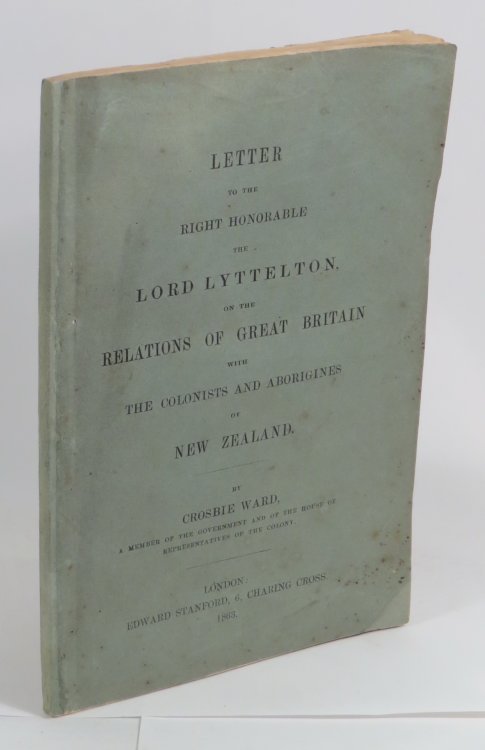 LETTER
TO THE
RIGHT HONORABLE
THE
LORD LYTTELTON,
ON THE
RELATIONS OF GREAT BRITAIN
WITH
THE COLONISTS AND ABORIGINES
OF
NEW ZEALAND.
BY
CROSBIE WARD,
A MEMBER OF THE GOVERNMENT AND OF THE HOUSE OF
REPRESENTATIVES OF THE COLONY.
LONDON:
EDWARD STANFORD, 6, CHARING CROSS
1863.